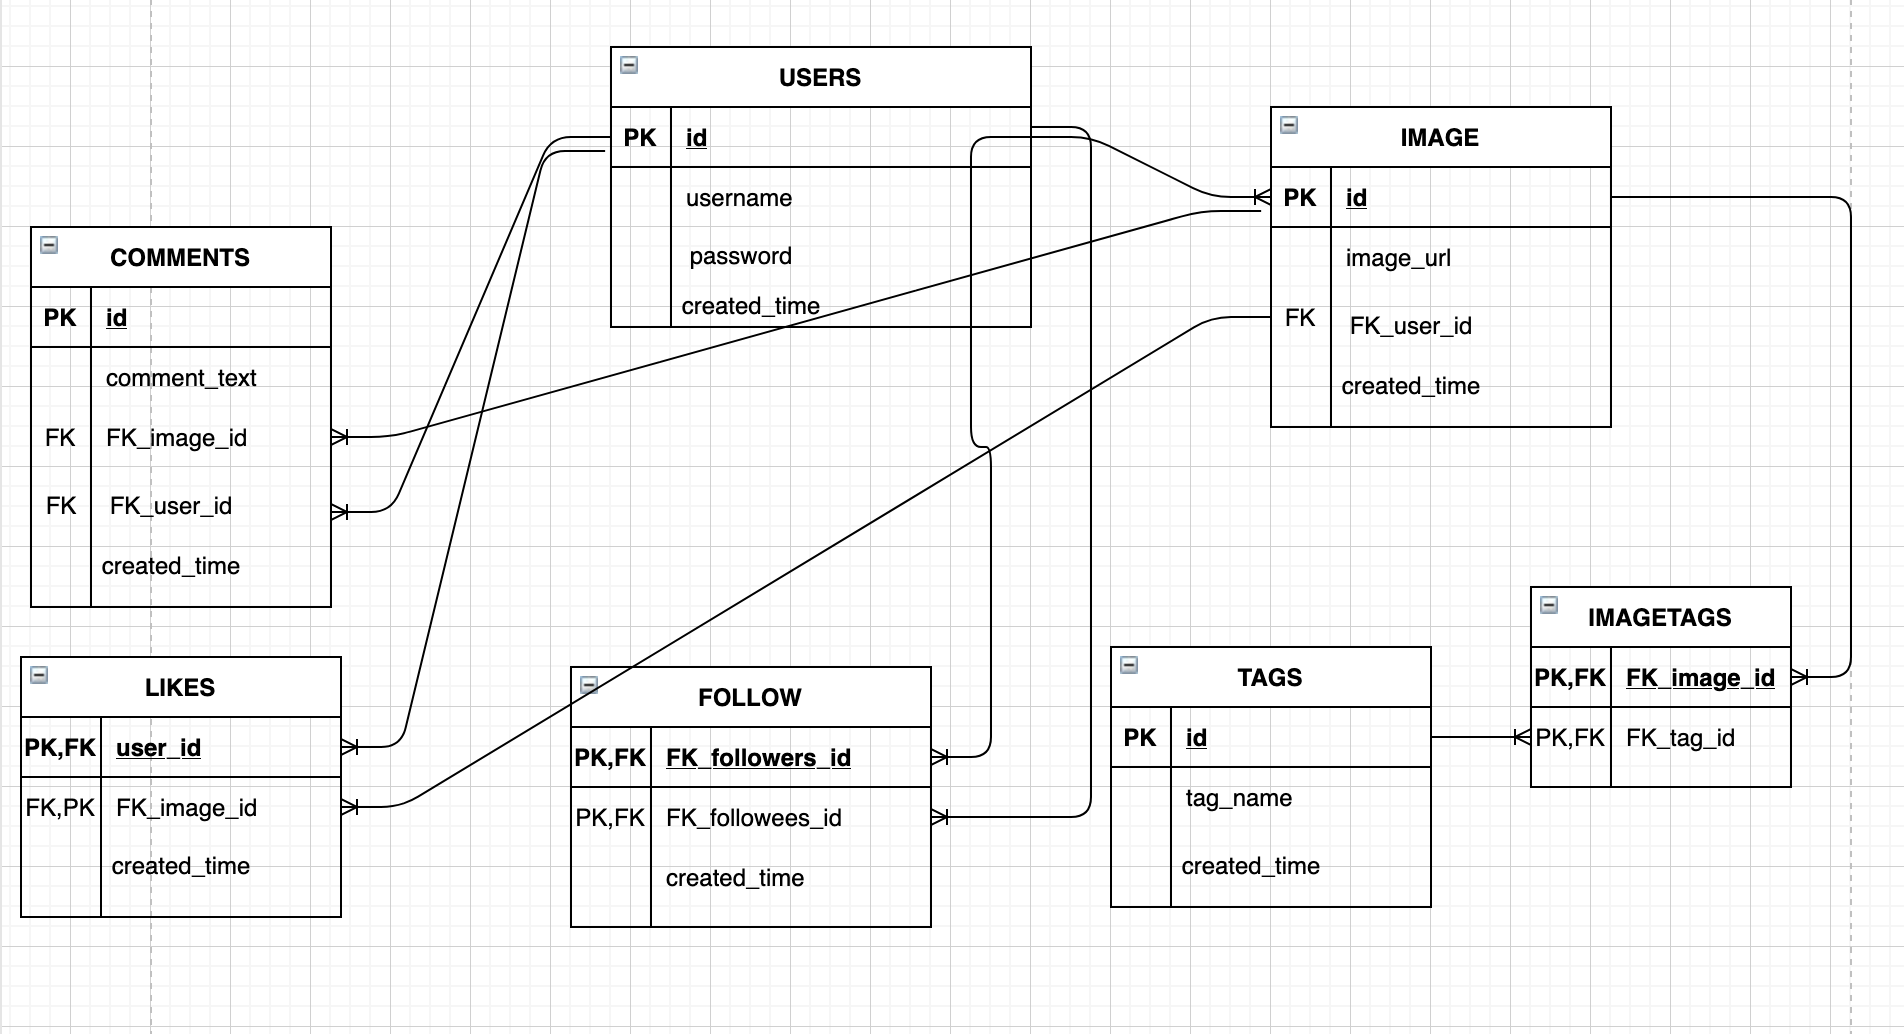 USERS
PK id
username
password
created_time
IMAGE
PK id
image_url
FK FK_user_id
created_time
COMMENTS
PK id
comment_text
FK FK_image_id
FK FK_user_id
created_time
LIKES
PK,FK user_id
FK,PK FK_image_id
created_time
FOLLOW
PK,FK FK_followers_id
PK,FK FK_followees_id
created_time
TAGS
PK id
tag_name
created_time
IMAGETAGS
PK,FK FK_image_id
PK,FK FK_tag_id